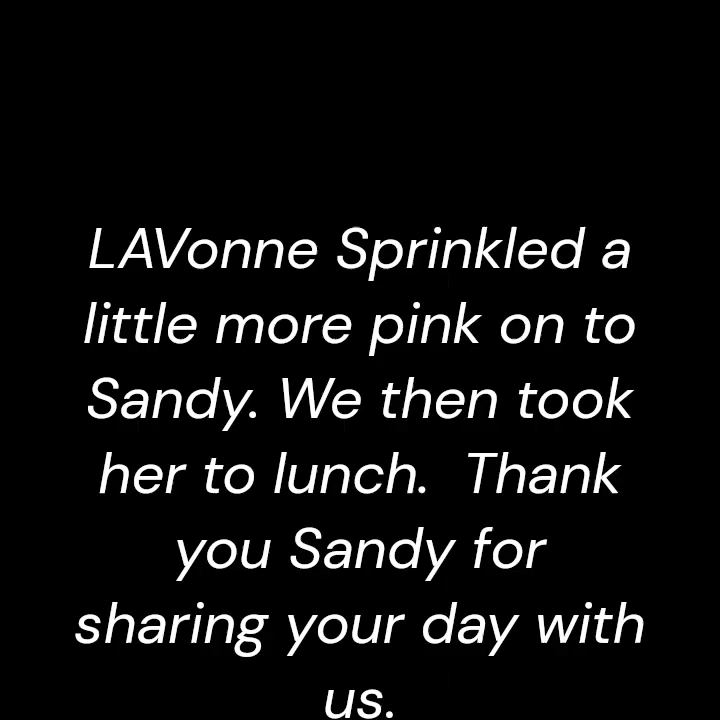 LAVonne Sprinkled a
little more pink on to
Sandy. We then took
her to lunch.  Thank
you Sandy for
sharing your day with
us.